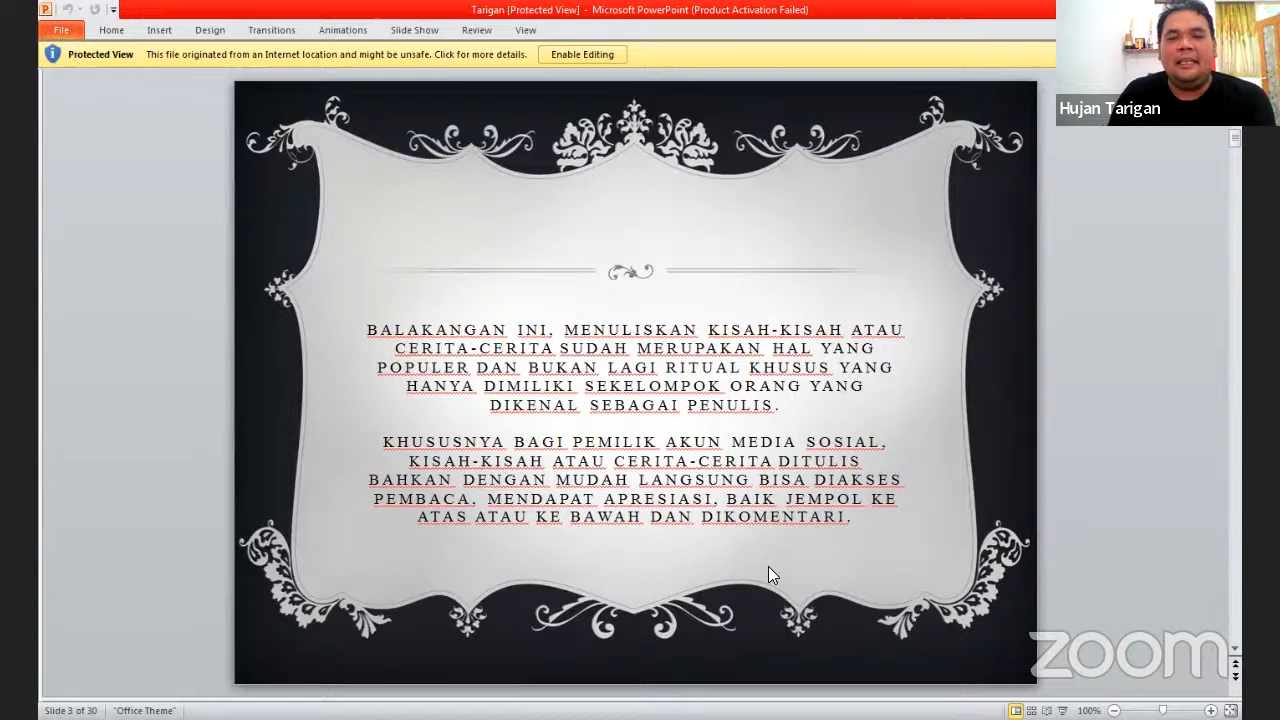 Tarigan [Protected View] - Microsoft PowerPoint (Product Activation Failed)
File Home Insert Design Transitions Animations Slide Show Review View
Protected View This file originated from an Internet location and might be unsafe. Click for more details. Enable Editing
Hujan Tarigan
BALAKANGAN INI, MENULISKAN KISAH-KISAH ATAU
CERITA-CERITA SUDAH MERUPAKAN HAL YANG
POPULER DAN BUKAN LAGI RITUAL KHUSUS YANG
HANYA DIMILIKI SEKELOMPOK ORANG YANG
DIKENAL SEBAGAI PENULIS.
KHUSUSNYA BAGI PEMILIK AKUN MEDIA SOSIAL,
KISAH-KISAH ATAU CERITA-CERITA DITULIS
BAHKAN DENGAN MUDAH LANGSUNG BISA DIAKSES
PEMBACA, MENDAPAT APRESIASI, BAIK JEMPOL KE
ATAS ATAU KE BAWAH DAN DIKOMENTARI.
zoom
Slide 3 of 30 "Office Theme" 100%